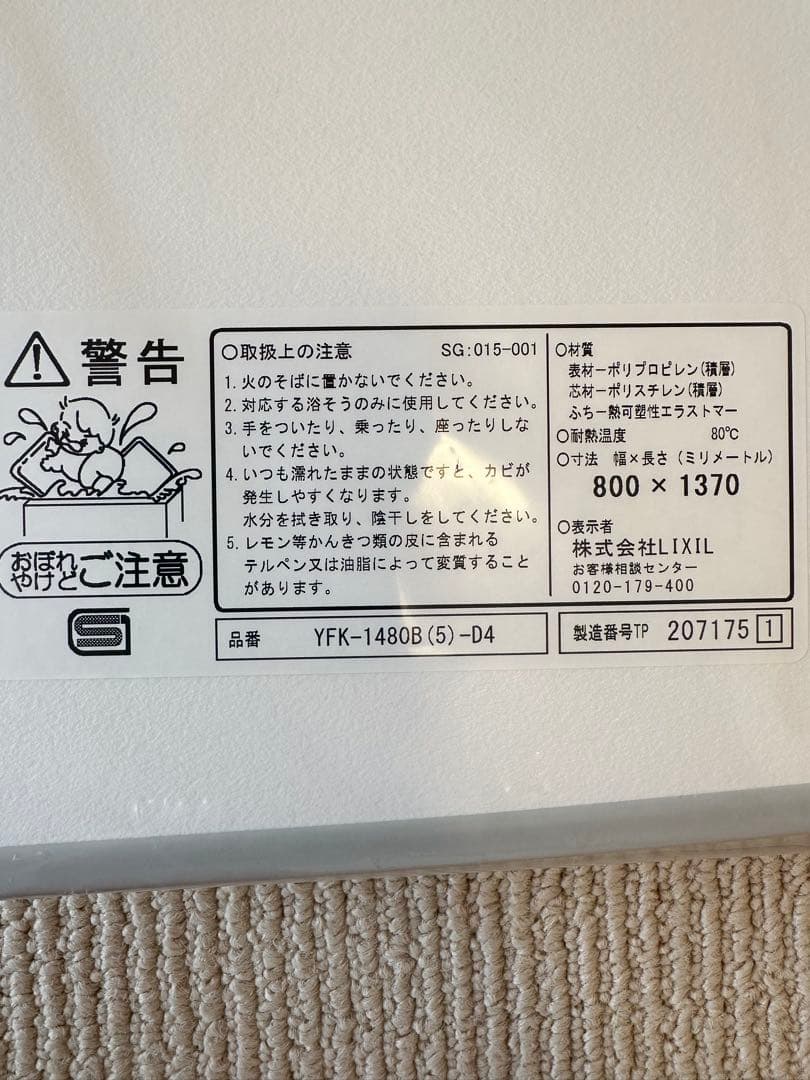 警告
おぼれ
やけど
ご注意
○取扱上の注意 SG:015-001
1. 火のそばに置かないでください。
2. 対応する浴そうのみに使用してください。
3. 手をついたり、乗ったり、座ったりしな
いでください。
4. いつも濡れたままの状態ですと、カビが
発生しやすくなります。
水分を拭き取り、陰干しをしてください。
5. レモン等かんきつ類の皮に含まれる
テルペン又は油脂によって変質すること
があります。
○材質
表材ーポリプロピレン(積層)
芯材ーポリスチレン(積層)
ふちー熱可塑性エラストマー
○耐熱温度 80℃
○寸法 幅×長さ(ミリメートル)
800 × 1370
○表示者
株式会社LIXIL
お客様相談センター
0120-179-400
品番 YFK-1480B(5)-D4
製造番号TP 207175 1